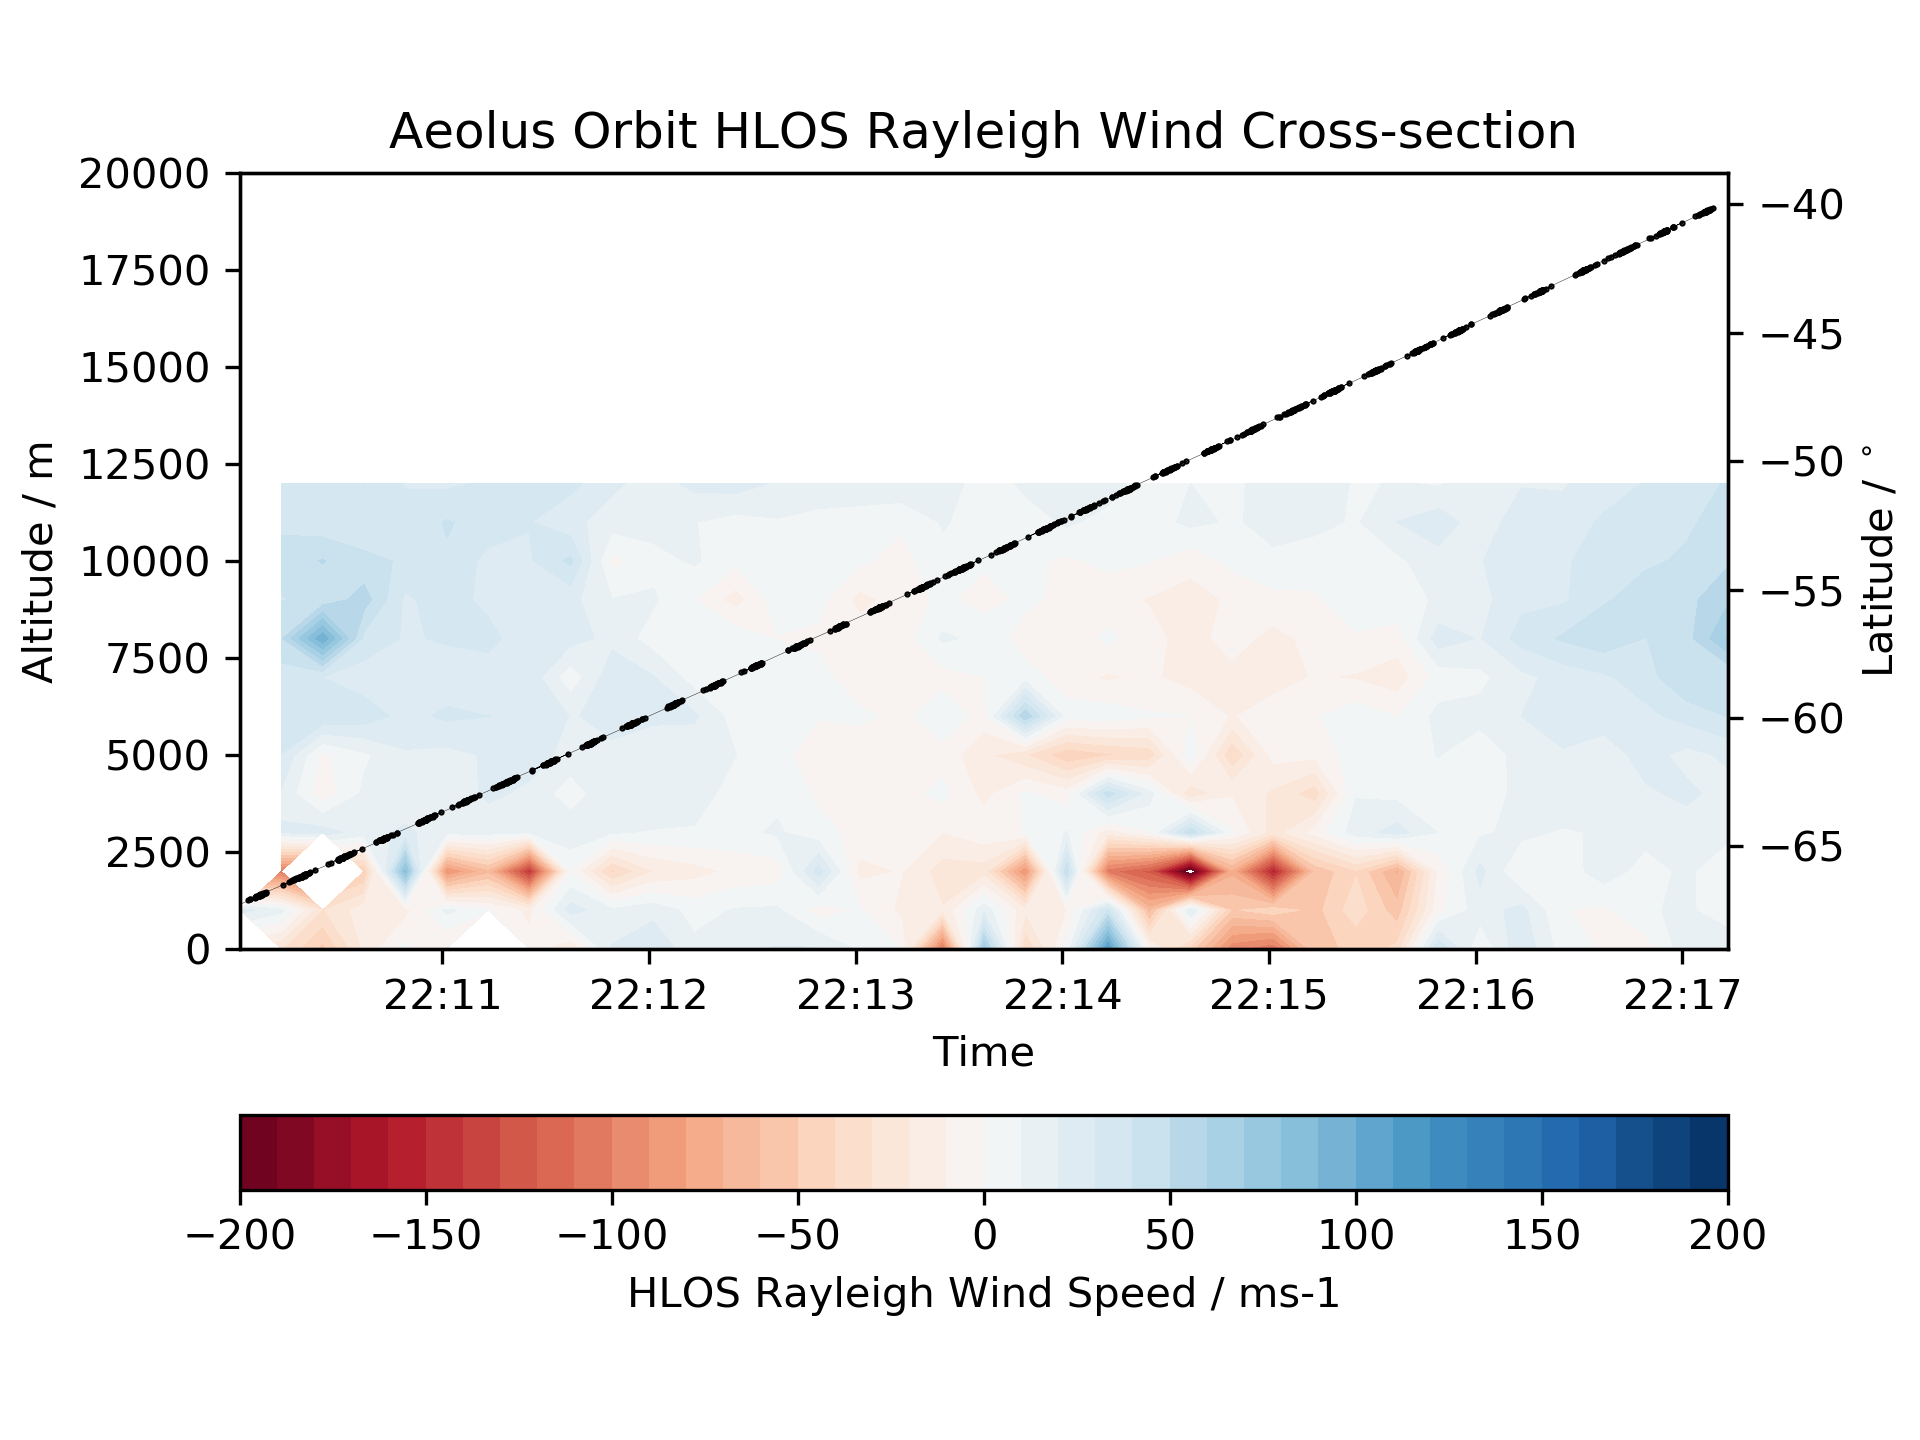 Aeolus Orbit HLOS Rayleigh Wind Cross-section
20000
17500
15000
12500
10000
7500
5000
2500
0
Altitude / m
−40
−45
−50
−55
−60
−65
Latitude / °
22:11 22:12 22:13 22:14 22:15 22:16 22:17
Time
−200 −150 −100 −50 0 50 100 150 200
HLOS Rayleigh Wind Speed / ms-1